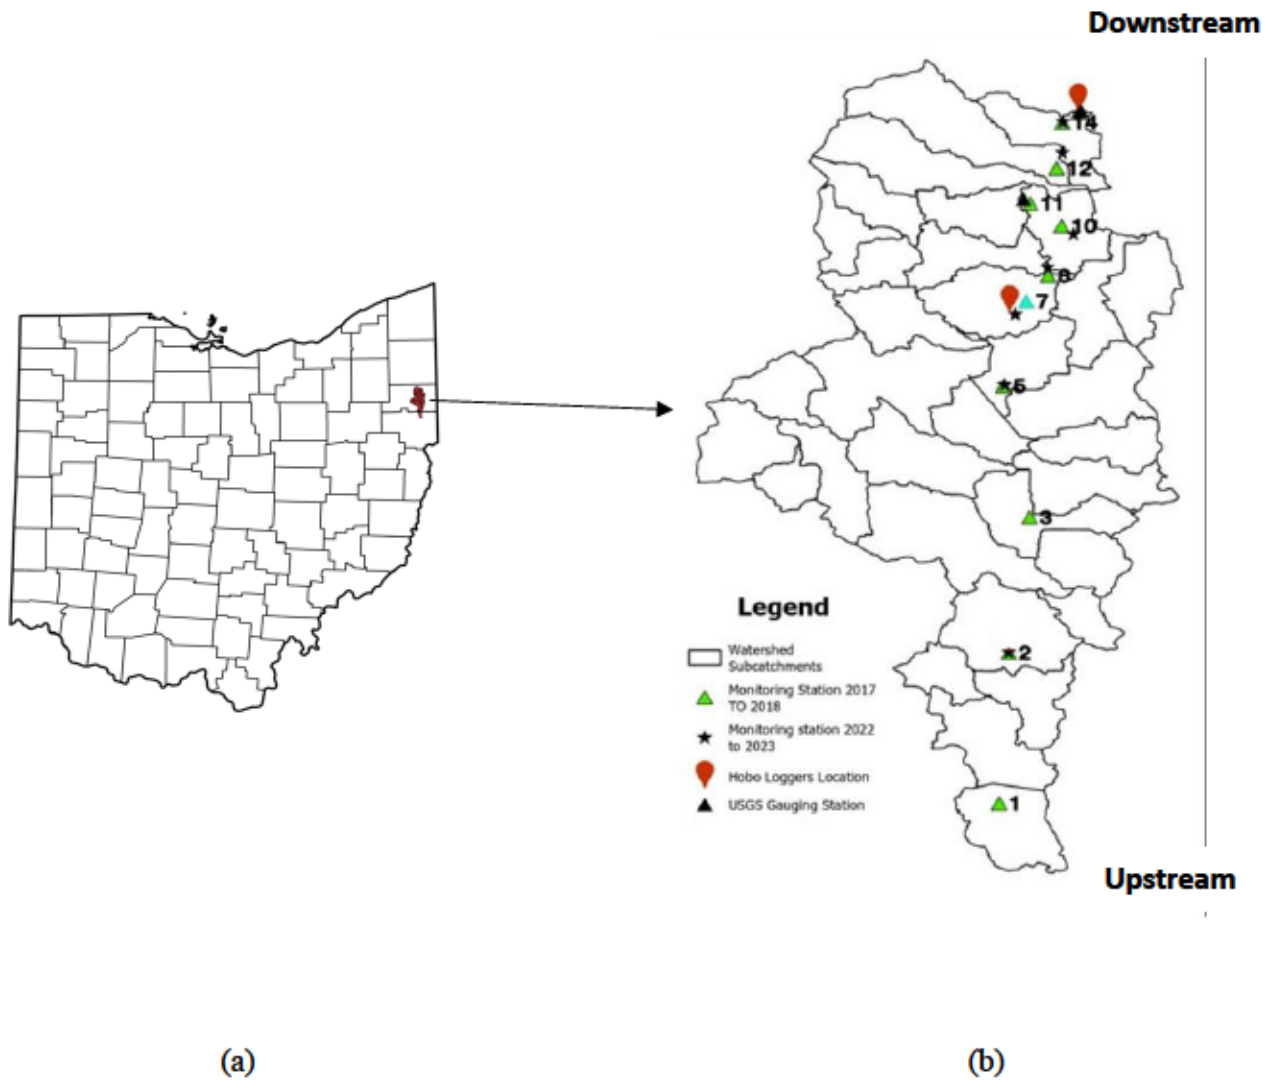 Downstream
14
12
11
10
8
7
5
3
2
1
Legend
Watershed
Subcatchments
Monitoring Station 2017
TO 2018
Monitoring station 2022
to 2023
Hobo Loggers Location
USGS Gauging Station
Upstream
(a)
(b)